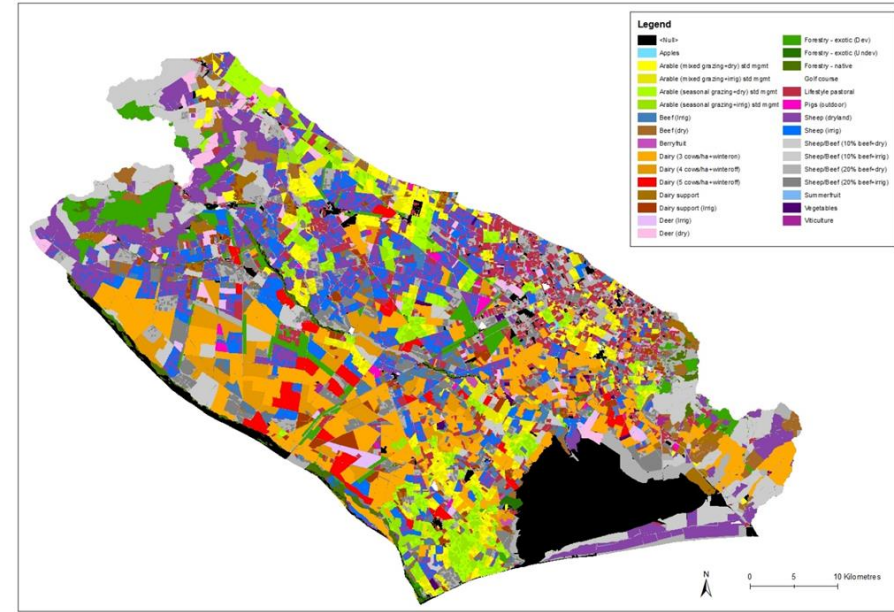 Legend
<Null>
Apples
Arable (mixed grazing+dry) std mgmt
Arable (mixed grazing+irrig) std mgmt
Arable (seasonal grazing+dry) std mgmt
Arable (seasonal grazing+irrig) std mgmt
Beef (Irrig)
Beef (dry)
Berryfruit
Dairy (3 cows/ha+winteron)
Dairy (4 cows/ha+winteroff)
Dairy (5 cows/ha+winteroff)
Dairy support
Dairy support (Irrig)
Deer (Irrig)
Deer (dry)
Forestry - exotic (Dev)
Forestry - exotic (Undev)
Forestry - native
Golf course
Lifestyle pastoral
Pigs (outdoor)
Sheep (dryland)
Sheep (irrig)
Sheep/Beef (10% beef+dry)
Sheep/Beef (10% beef+irrig)
Sheep/Beef (20% beef+dry)
Sheep/Beef (20% beef+irrig)
Summerfruit
Vegetables
Viticulture
N
0 5 10 Kilometres